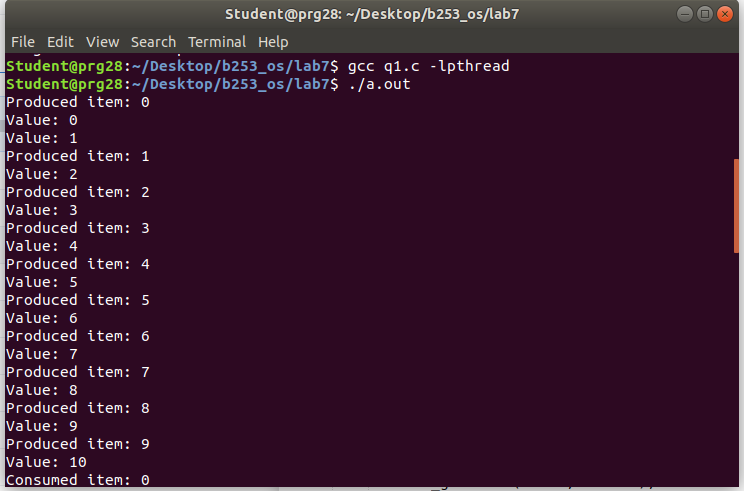 Student@prg28: ~/Desktop/b253_os/lab7
File Edit View Search Terminal Help
Student@prg28:~/Desktop/b253_os/lab7$ gcc q1.c -lpthread
Student@prg28:~/Desktop/b253_os/lab7$ ./a.out
Produced item: 0
Value: 0
Value: 1
Produced item: 1
Value: 2
Produced item: 2
Value: 3
Produced item: 3
Value: 4
Produced item: 4
Value: 5
Produced item: 5
Value: 6
Produced item: 6
Value: 7
Produced item: 7
Value: 8
Produced item: 8
Value: 9
Produced item: 9
Value: 10
Consumed item: 0